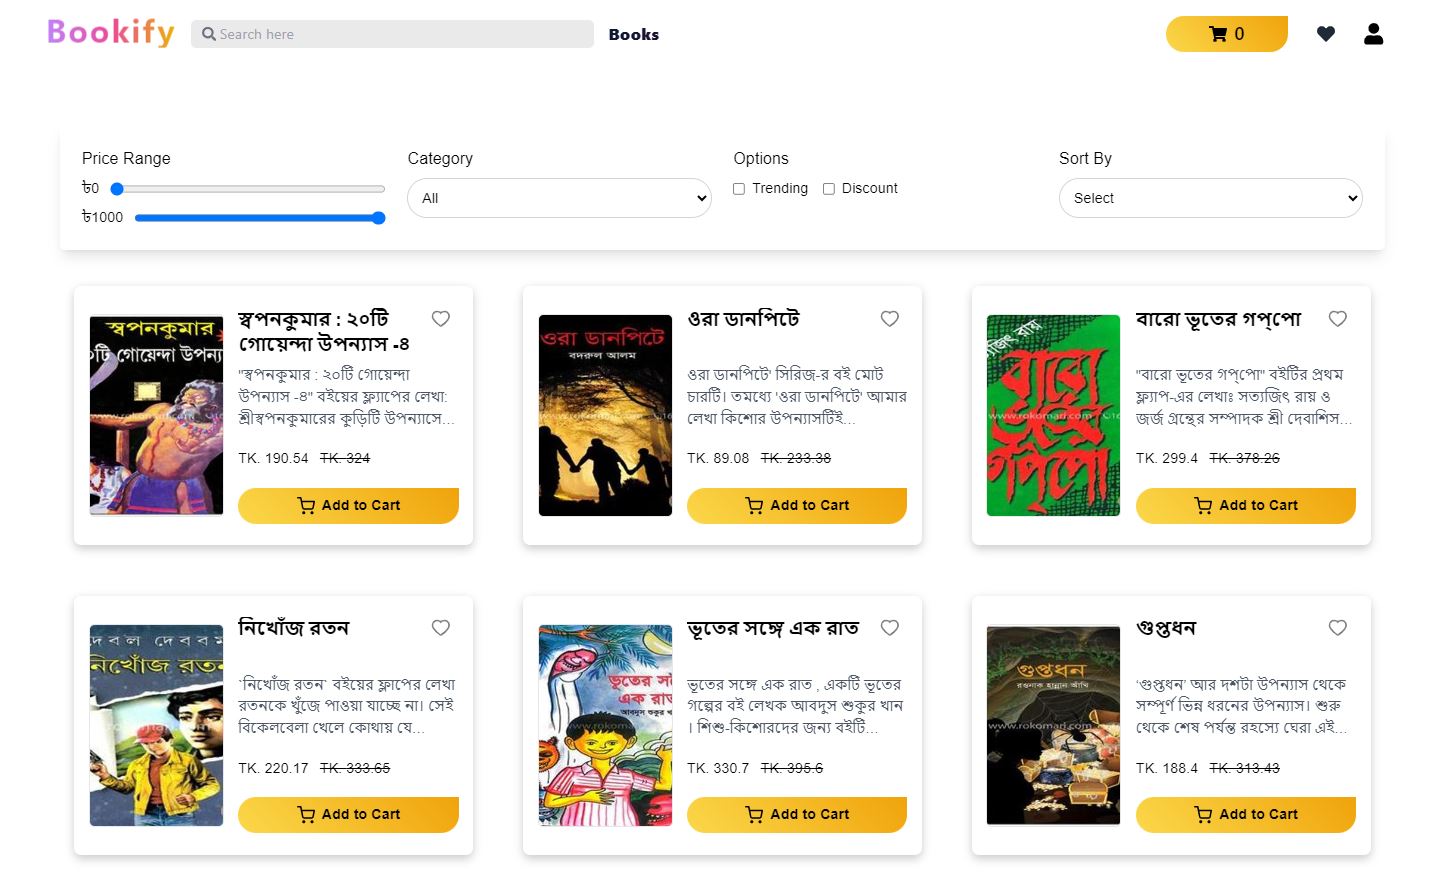 Bookify
Search here
Books
0
Price Range
Category
Options
Sort By
৳0
All
Trending
Discount
Select
৳1000
স্বপনকুমার
২০টি গোয়েন্দা উপন্যাস
www.rokomari.com
স্বপনকুমার : ২০টি
গোয়েন্দা উপন্যাস -৪
"স্বপনকুমার : ২০টি গোয়েন্দা
উপন্যাস -৪" বইয়ের ফ্ল্যাপের লেখা:
শ্রীস্বপনকুমারের কুড়িটি উপন্যাসে...
TK. 190.54 TK. 324
Add to Cart
ওরা ডানপিটে
বদরুল আলম
www.rokomari.com
ওরা ডানপিটে
ওরা ডানপিটে' সিরিজ-র বই মোট
চারটি। তমধ্যে 'ওরা ডানপিটে' আমার
লেখা কিশোর উপন্যাসটিই...
TK. 89.08 TK. 233.38
Add to Cart
বারো
ভূতের
গপ্পো
www.rokomari.com
বারো ভূতের গপ্পো
"বারো ভূতের গপ্পো" বইটির প্রথম
ফ্ল্যাপ-এর লেখাঃ সত্যজিৎ রায় ও
জর্জ গ্রন্থের সম্পাদক শ্রী দেবাশিস...
TK. 299.4 TK. 378.26
Add to Cart
নিখোঁজ রতন
www.rokomari.com
নিখোঁজ রতন
`নিখোঁজ রতন` বইয়ের ফ্লাপের লেখা
রতনকে খুঁজে পাওয়া যাচ্ছে না। সেই
বিকেলবেলা খেলে কোথায় যে...
TK. 220.17 TK. 333.65
Add to Cart
ভূতের সঙ্গে
এক রাত
আবদুস শুকুর খান
www.rokomari.com
ভূতের সঙ্গে এক রাত
ভূতের সঙ্গে এক রাত , একটি ভূতের
গল্পের বই লেখক আবদুস শুকুর খান
। শিশু-কিশোরদের জন্য বইটি...
TK. 330.7 TK. 395.6
Add to Cart
গুপ্তধন
রওনাক হান্নান আঁখি
www.rokomari.com
গুপ্তধন
‘গুপ্তধন’ আর দশটা উপন্যাস থেকে
সম্পূর্ণ ভিন্ন ধরনের উপন্যাস। শুরু
থেকে শেষ পর্যন্ত রহস্যে ঘেরা এই...
TK. 188.4 TK. 313.43
Add to Cart